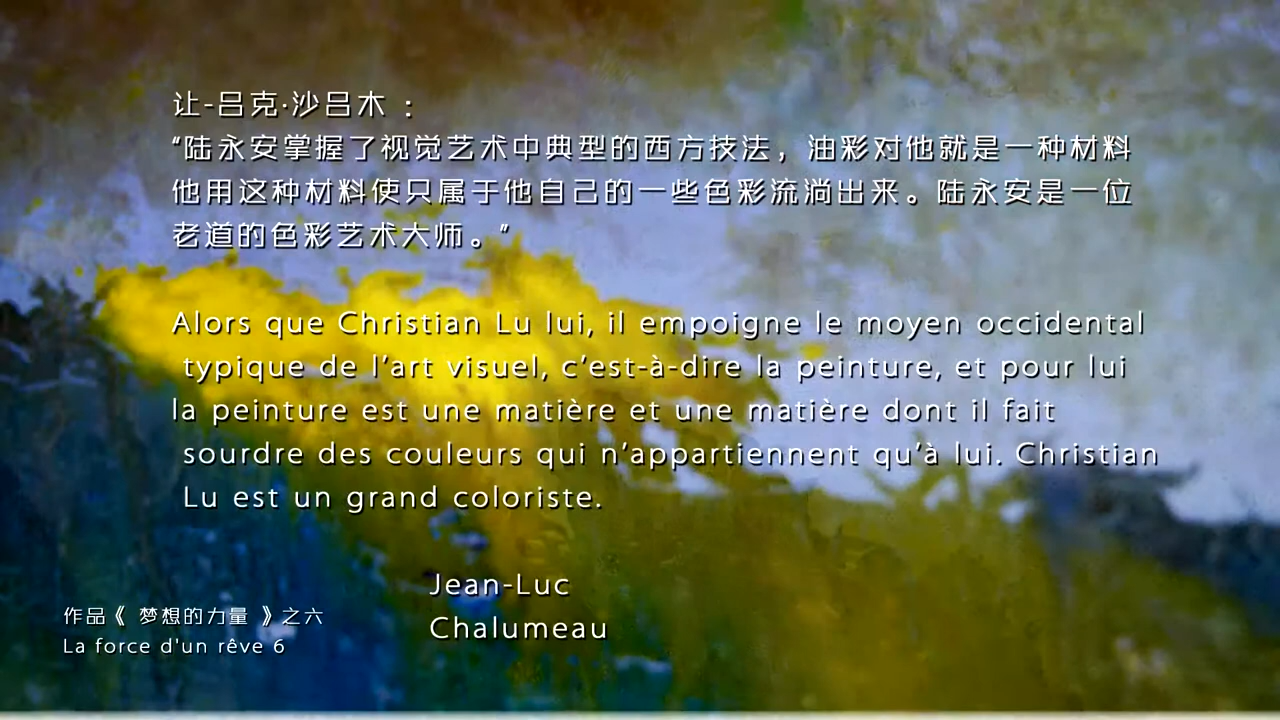 让-吕克·沙吕木 :
“陆永安掌握了视觉艺术中典型的西方技法，油彩对他就是一种材料
他用这种材料使只属于他自己的一些色彩流淌出来。陆永安是一位
老道的色彩艺术大师。”
Alors que Christian Lu lui, il empoigne le moyen occidental
typique de l’art visuel, c’est-à-dire la peinture, et pour lui
la peinture est une matière et une matière dont il fait
sourdre des couleurs qui n’appartiennent qu’à lui. Christian
Lu est un grand coloriste.
Jean-Luc
Chalumeau
作品《 梦想的力量 》之六
La force d'un rêve 6